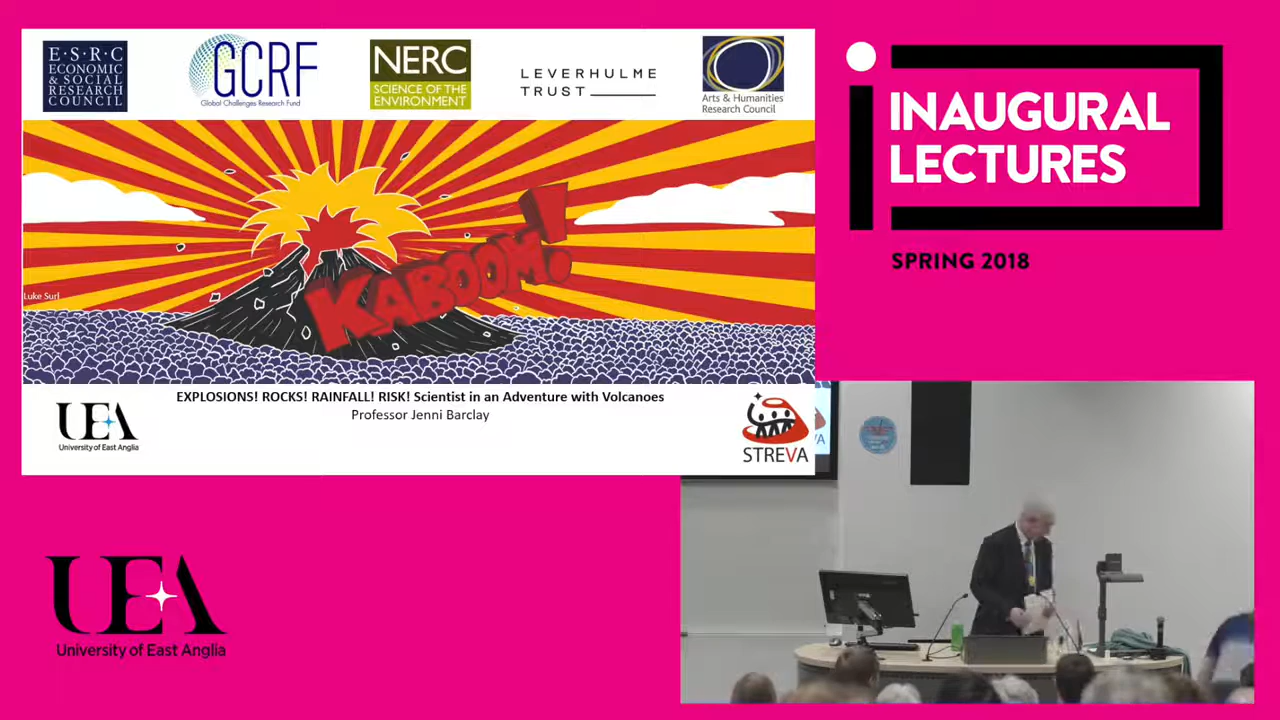 E·S·R·C
ECONOMIC
& SOCIAL
RESEARCH
COUNCIL
GCRF
Global Challenges Research Fund
NERC
SCIENCE OF THE
ENVIRONMENT
LEVERHULME
TRUST
Arts & Humanities
Research Council
KABOOM!
Luke Surl
EXPLOSIONS! ROCKS! RAINFALL! RISK! Scientist in an Adventure with Volcanoes
Professor Jenni Barclay
UEA
University of East Anglia
STREVA
INAUGURAL
LECTURES
SPRING 2018
VA
UEA
University of East Anglia